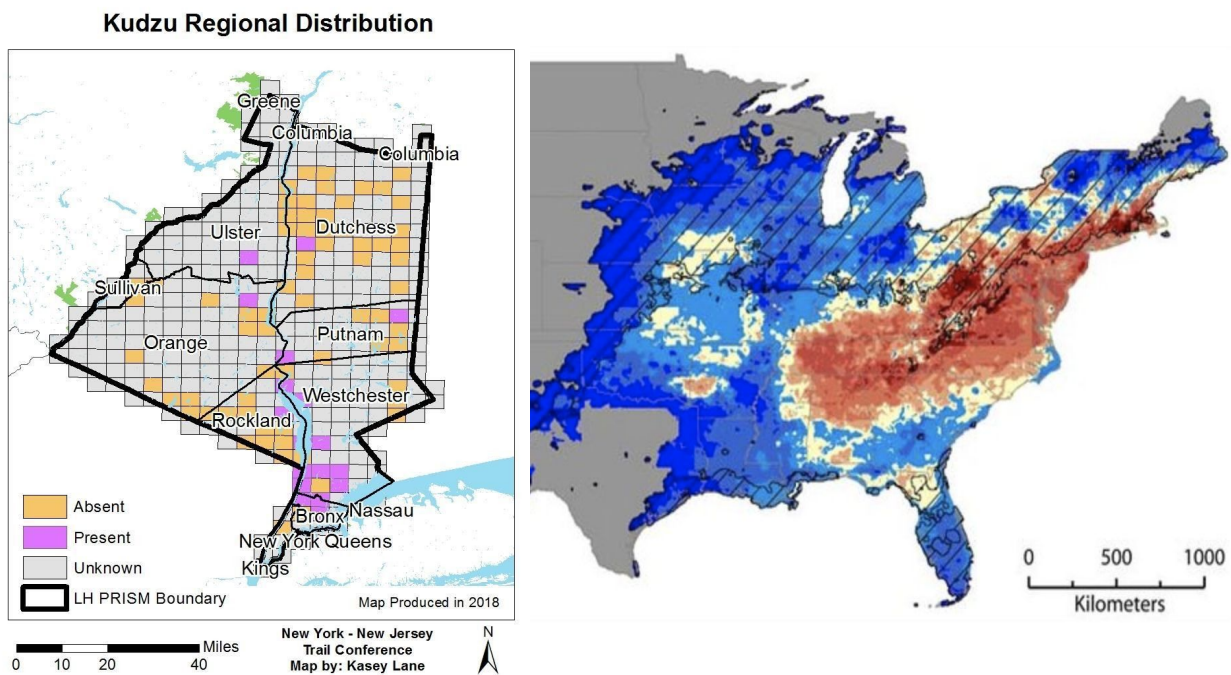 Kudzu Regional Distribution
Greene
Columbia
Columbia
Ulster
Dutchess
Sullivan
Orange
Putnam
Westchester
Rockland
Bronx
Nassau
New York
Queens
Kings
Absent
Present
Unknown
LH PRISM Boundary
Map Produced in 2018
Miles
0 10 20 40
New York - New Jersey
Trail Conference
Map by: Kasey Lane
N
0 500 1000
Kilometers